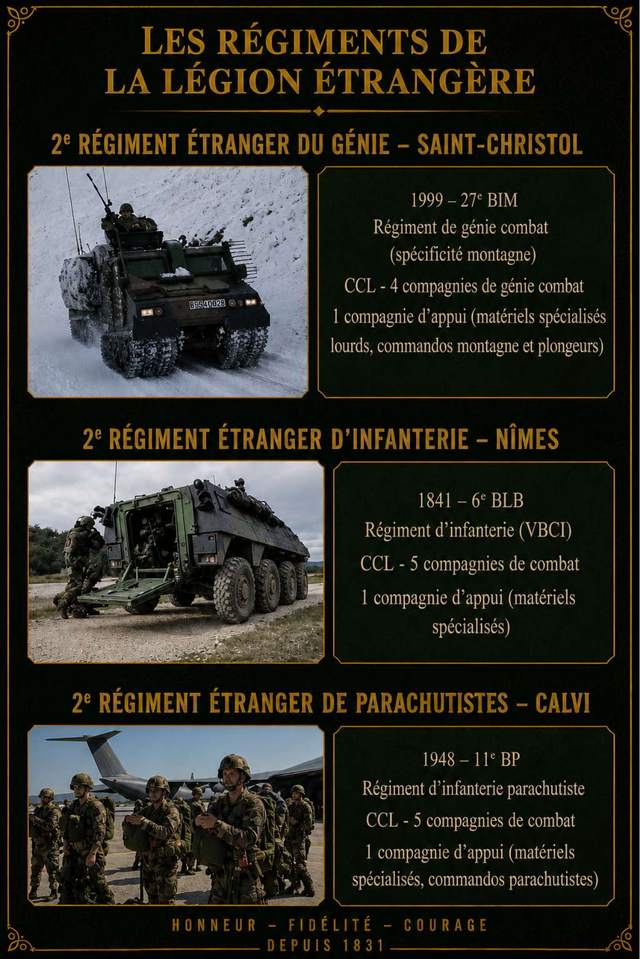 LES RÉGIMENTS DE
LA LÉGION ÉTRANGÈRE
2e RÉGIMENT ÉTRANGER DU GÉNIE – SAINT-CHRISTOL
1999 – 27e BIM
Régiment de génie combat
(spécificité montagne)
CCL - 4 compagnies de génie combat
1 compagnie d’appui (matériels spécialisés
lourds, commandos montagne et plongeurs)
2e RÉGIMENT ÉTRANGER D’INFANTERIE – NÎMES
1841 – 6e BLB
Régiment d’infanterie (VBCI)
CCL - 5 compagnies de combat
1 compagnie d’appui (matériels
spécialisés)
2e RÉGIMENT ÉTRANGER DE PARACHUTISTES – CALVI
1948 – 11e BP
Régiment d’infanterie parachutiste
CCL - 5 compagnies de combat
1 compagnie d’appui (matériels
spécialisés, commandos parachutistes)
HONNEUR – FIDÉLITÉ – COURAGE
DEPUIS 1831